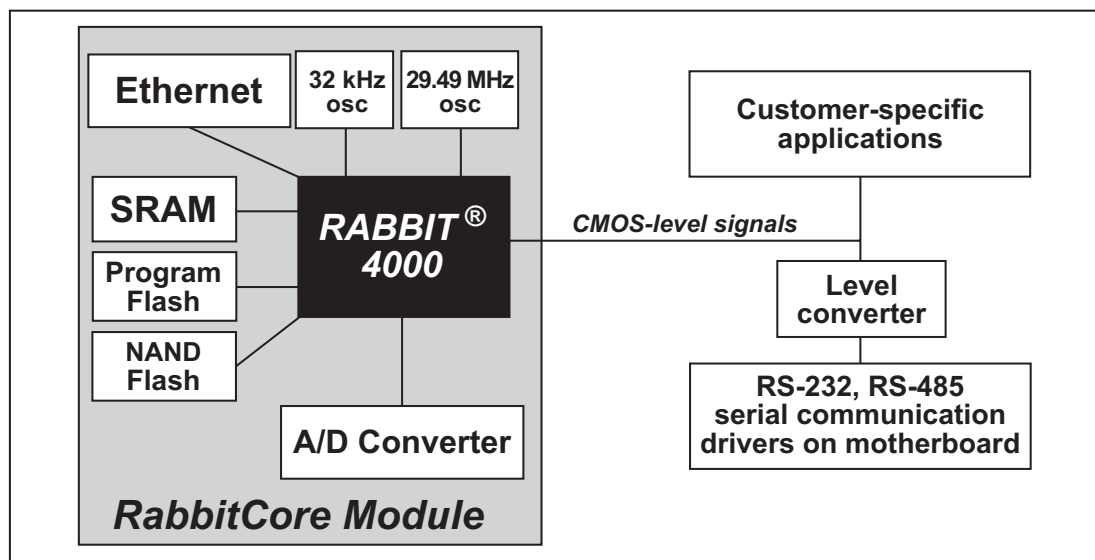 Ethernet
32 kHz
osc
29.49 MHz
osc
SRAM
Program
Flash
NAND
Flash
RABBIT ®
4000
A/D Converter
RabbitCore Module
CMOS-level signals
Customer-specific
applications
Level
converter
RS-232, RS-485
serial communication
drivers on motherboard